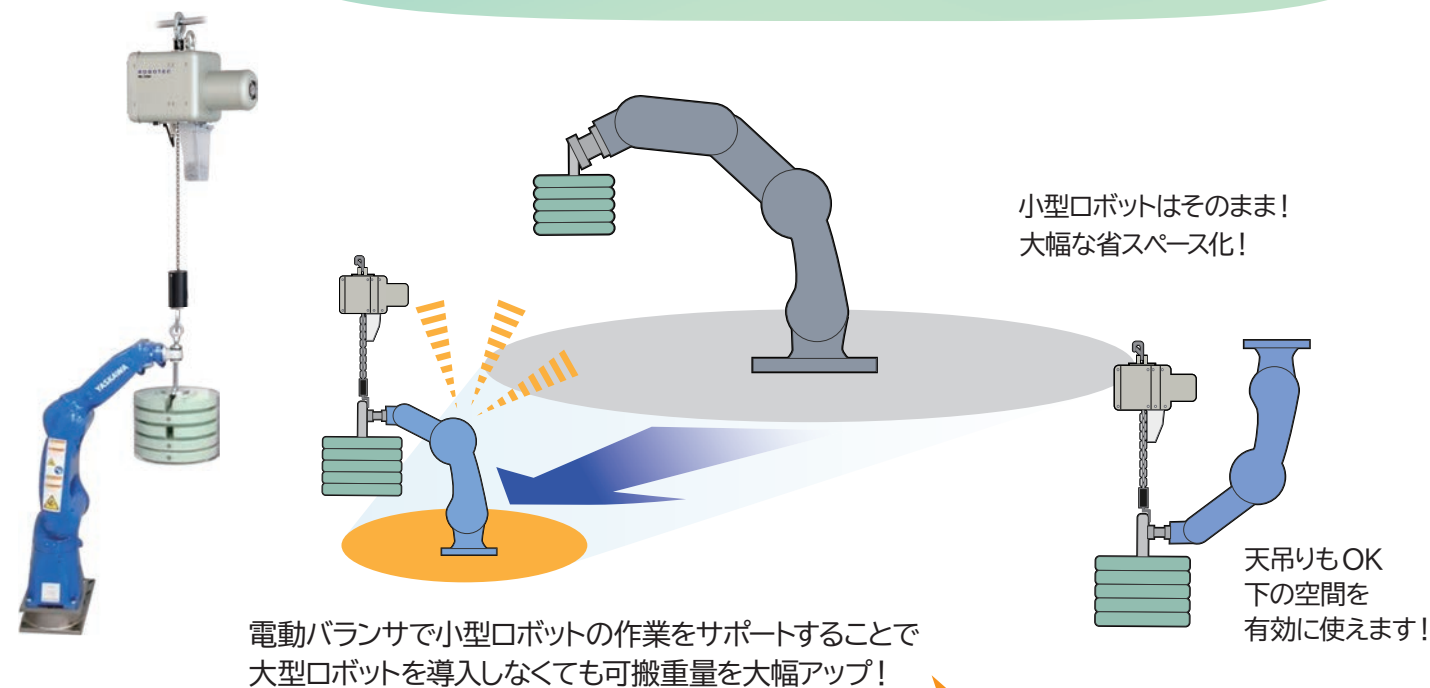 ROBOTEC
YASKAWA
小型ロボットはそのまま！
大幅な省スペース化！
天吊りもOK
下の空間を
有効に使えます！
電動バランサで小型ロボットの作業をサポートすることで
大型ロボットを導入しなくても可搬重量を大幅アップ！